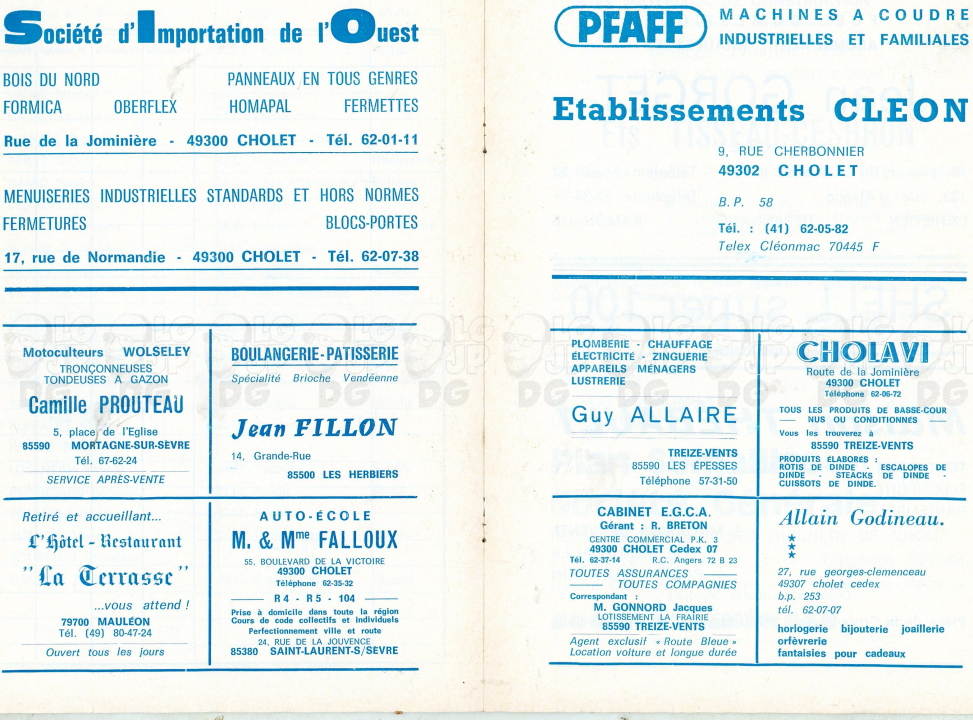 Société d'Importation de l'Ouest
BOIS DU NORD PANNEAUX EN TOUS GENRES
FORMICA OBERFLEX HOMAPAL FERMETTES
Rue de la Jominière - 49300 CHOLET - Tél. 62-01-11
MENUISERIES INDUSTRIELLES STANDARDS ET HORS NORMES
FERMETURES BLOCS-PORTES
17, rue de Normandie - 49300 CHOLET - Tél. 62-07-38
Motoculteurs WOLSELEY
TRONÇONNEUSES
TONDEUSES A GAZON
Camille PROUTEAU
5, place de l'Eglise
85590 MORTAGNE-SUR-SÈVRE
Tél. 67-62-24
SERVICE APRÈS-VENTE
BOULANGERIE-PATISSERIE
Spécialité Brioche Vendéenne
Jean FILLON
14, Grande-Rue
85500 LES HERBIERS
Retiré et accueillant...
L'Hôtel - Restaurant
"La Terrasse"
...vous attend !
79700 MAULÉON
Tél. (49) 80-47-24
Ouvert tous les jours
AUTO-ÉCOLE
M. & Mme FALLOUX
55, BOULEVARD DE LA VICTOIRE
49300 CHOLET
Téléphone 62-35-32
R 4 - R 5 - 104
Prise à domicile dans toute la région
Cours de code collectifs et individuels
Perfectionnement ville et route
24, RUE DE LA JOUVENCE
85380 SAINT-LAURENT-S/SEVRE
PFAFF MACHINES A COUDRE
INDUSTRIELLES ET FAMILIALES
Etablissements CLEON
9, RUE CHERBONNIER
49302 CHOLET
B.P. 58
Tél. : (41) 62-05-82
Telex Cléonmac 70445 F
PLOMBERIE - CHAUFFAGE
ÉLECTRICITÉ - ZINGUERIE
APPAREILS MÉNAGERS
LUSTRERIE
Guy ALLAIRE
TREIZE-VENTS
85590 LES ÉPESSES
Téléphone 57-31-50
CHOLAVI
Route de la Jominière
49300 CHOLET
Téléphone 62-06-72
TOUS LES PRODUITS DE BASSE-COUR
NUS OU CONDITIONNES
Vous les trouverez à
85590 TREIZE-VENTS
PRODUITS ÉLABORÉS :
ROTIS DE DINDE - ESCALOPES DE
DINDE - STEACKS DE DINDE -
CUISSOTS DE DINDE.
CABINET E.G.C.A.
Gérant : R. BRETON
CENTRE COMMERCIAL P.K. 3
49300 CHOLET Cedex 07
Tél. 62-37-14 R.C. Angers 72 B 23
TOUTES ASSURANCES
TOUTES COMPAGNIES
Correspondant :
M. GONNORD Jacques
LOTISSEMENT LA FRAIRIE
85590 TREIZE-VENTS
Agent exclusif « Route Bleue »
Location voiture et longue durée
Allain Godineau.
27, rue georges-clemenceau
49307 cholet cedex
b.p. 253
tél. 62-07-07
horlogerie bijouterie joaillerie
orfèvrerie
fantaisies pour cadeaux